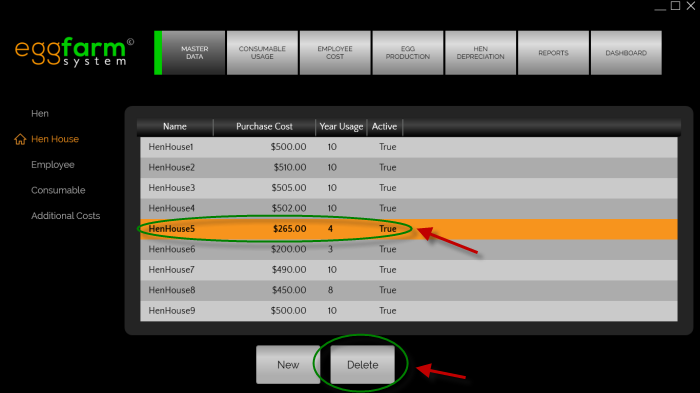 eggfarm©
system
MASTER DATA
CONSUMABLE USAGE
EMPLOYEE COST
EGG PRODUCTION
HEN DEPRECIATION
REPORTS
DASHBOARD
Hen
Hen House
Employee
Consumable
Additional Costs
Name Purchase Cost Year Usage Active
HenHouse1 $500.00 10 True
HenHouse2 $510.00 10 True
HenHouse3 $505.00 10 True
HenHouse4 $502.00 10 True
HenHouse5 $265.00 4 True
HenHouse6 $200.00 3 True
HenHouse7 $490.00 10 True
HenHouse8 $450.00 8 True
HenHouse9 $500.00 10 True
New Delete